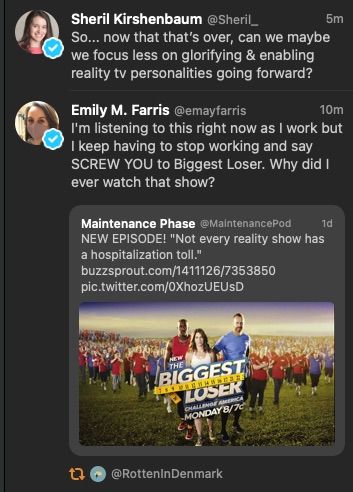 Sheril Kirshenbaum @Sheril_ 5m
So... now that that's over, can we maybe
we focus less on glorifying & enabling
reality tv personalities going forward?
Emily M. Farris @emayfarris 10m
I'm listening to this right now as I work but
I keep having to stop working and say
SCREW YOU to Biggest Loser. Why did I
ever watch that show?
Maintenance Phase @MaintenancePod 1d
NEW EPISODE! "Not every reality show has
a hospitalization toll."
buzzsprout.com/1411126/7353850
pic.twitter.com/0XhozUEUsD
NEW
THE
BIGGEST
LOSER
CHALLENGE AMERICA
MONDAY 8/7c
@RottenInDenmark